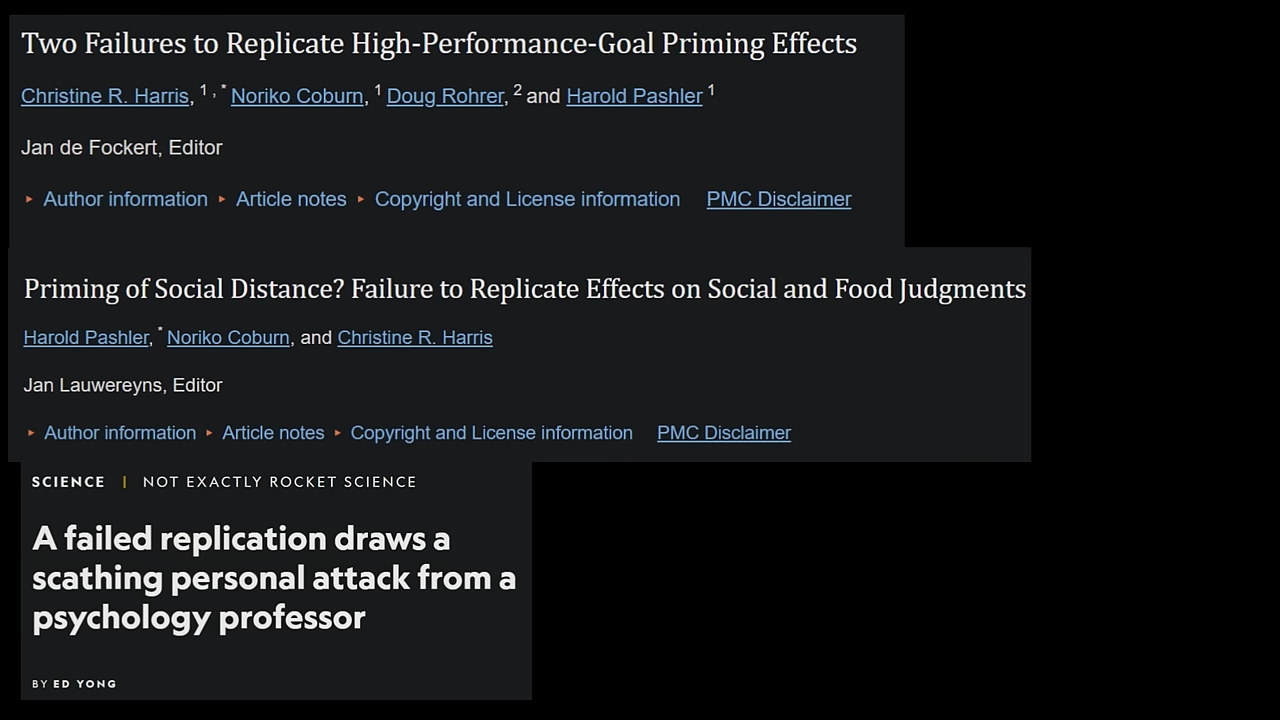 Two Failures to Replicate High-Performance-Goal Priming Effects
Christine R. Harris, 1 , * Noriko Coburn, 1 Doug Rohrer, 2 and Harold Pashler 1
Jan de Fockert, Editor
▸ Author information ▸ Article notes ▸ Copyright and License information PMC Disclaimer
Priming of Social Distance? Failure to Replicate Effects on Social and Food Judgments
Harold Pashler, * Noriko Coburn, and Christine R. Harris
Jan Lauwereyns, Editor
▸ Author information ▸ Article notes ▸ Copyright and License information PMC Disclaimer
SCIENCE | NOT EXACTLY ROCKET SCIENCE
A failed replication draws a
scathing personal attack from a
psychology professor
BY ED YONG